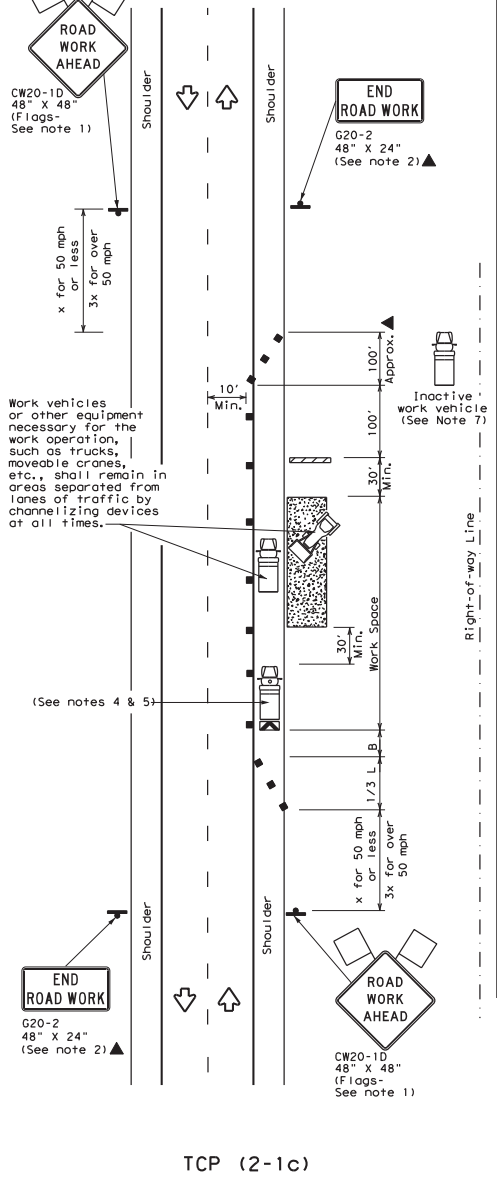 ROAD
WORK
AHEAD
CW20-1D
48" X 48"
(Flags-
See note 1)
Shoulder
Shoulder
END
ROAD WORK
G20-2
48" X 24"
(See note 2)
x for 50 mph
or less
3x for over
50 mph
100'
Approx.
10'
Min.
100'
Inactive
work vehicle
(See Note 7)
Work vehicles
or other equipment
necessary for the
work operation,
such as trucks,
moveable cranes,
etc., shall remain in
areas separated from
lanes of traffic by
channelizing devices
at all times.
30'
Min.
Right-of-way Line
30'
Min.
Work Space
(See notes 4 & 5)
B
1/3 L
x for 50 mph
or less
3x for over
50 mph
Shoulder
Shoulder
END
ROAD WORK
G20-2
48" X 24"
(See note 2)
ROAD
WORK
AHEAD
CW20-1D
48" X 48"
(Flags-
See note 1)
TCP (2-1c)